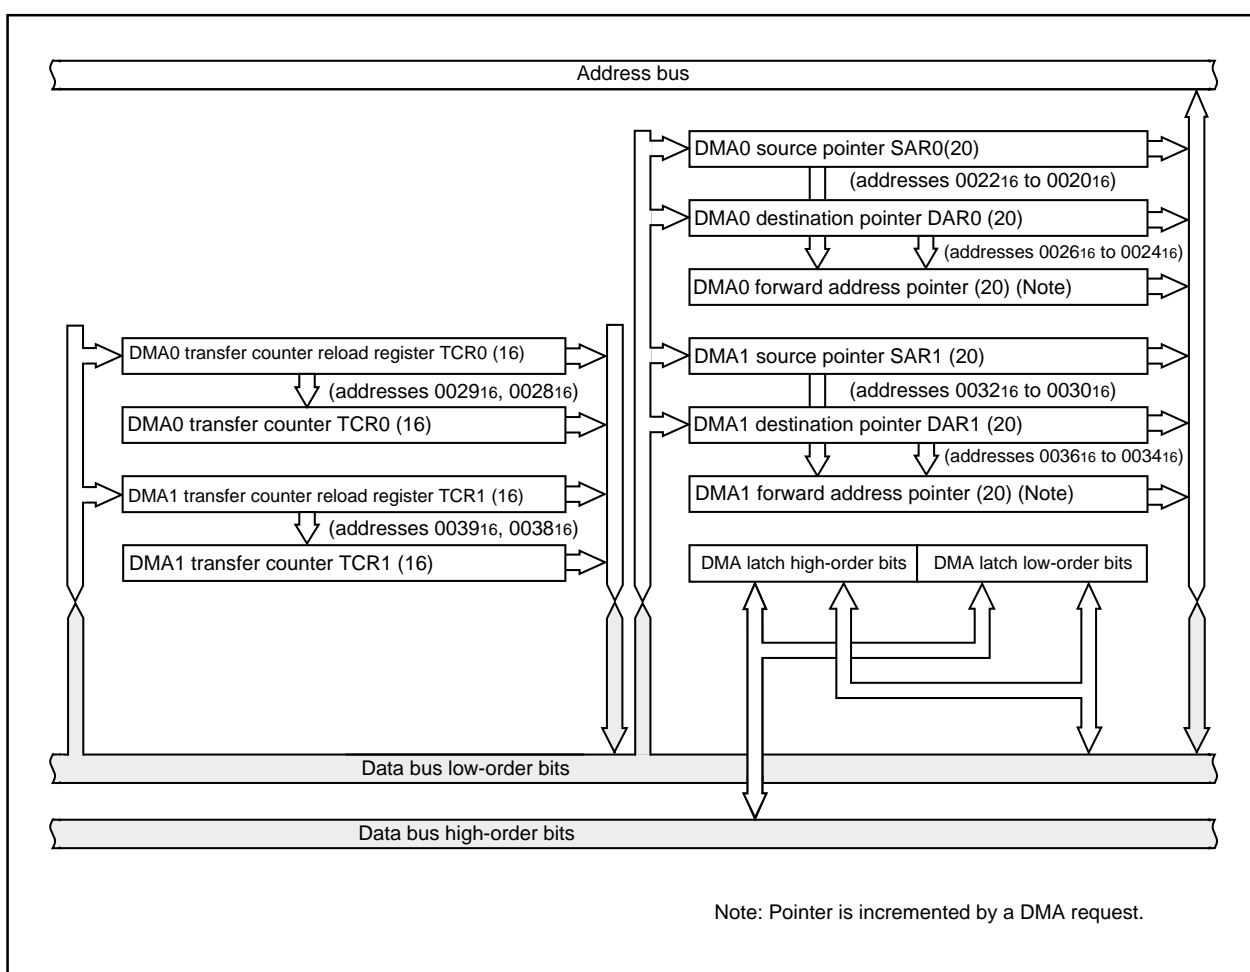 Address bus
DMA0 source pointer SAR0(20)
(addresses 002216 to 002016)
DMA0 destination pointer DAR0 (20)
(addresses 002616 to 002416)
DMA0 forward address pointer (20) (Note)
DMA0 transfer counter reload register TCR0 (16)
(addresses 002916, 002816)
DMA0 transfer counter TCR0 (16)
DMA1 transfer counter reload register TCR1 (16)
(addresses 003916, 003816)
DMA1 transfer counter TCR1 (16)
DMA1 source pointer SAR1 (20)
(addresses 003216 to 003016)
DMA1 destination pointer DAR1 (20)
(addresses 003616 to 003416)
DMA1 forward address pointer (20) (Note)
DMA latch high-order bits
DMA latch low-order bits
Data bus low-order bits
Data bus high-order bits
Note: Pointer is incremented by a DMA request.